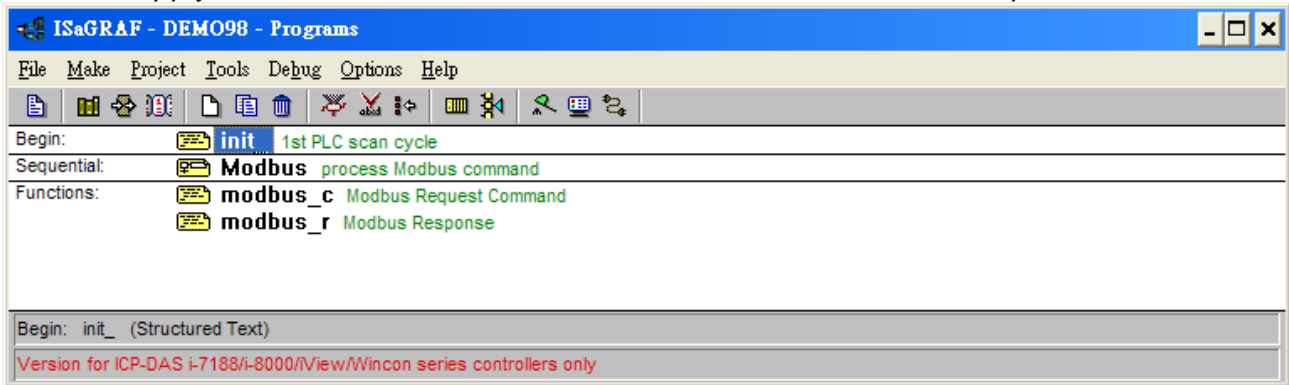 ISaGRAF - DEMO98 - Programs
File Make Project Tools Debug Options Help
Begin: init_ 1st PLC scan cycle
Sequential: Modbus process Modbus command
Functions: modbus_c Modbus Request Command
modbus_r Modbus Response
Begin: init_ (Structured Text)
Version for ICP-DAS i-7188/i-8000/iView/Wincon series controllers only